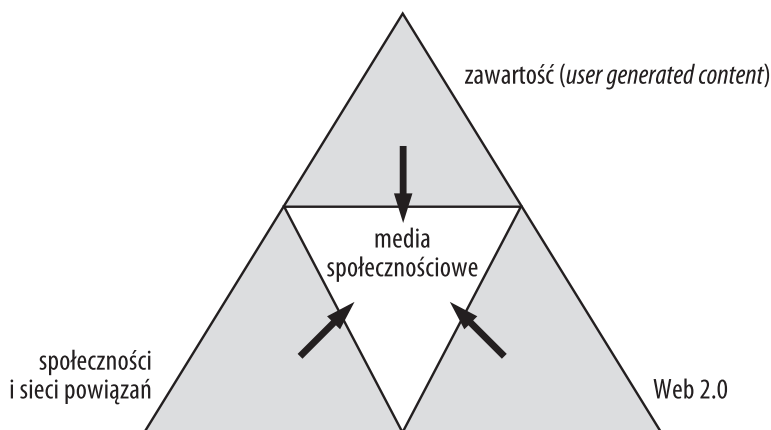 zawartość (user generated content)
media
społecznościowe
społeczności
i sieci powiązań
Web 2.0